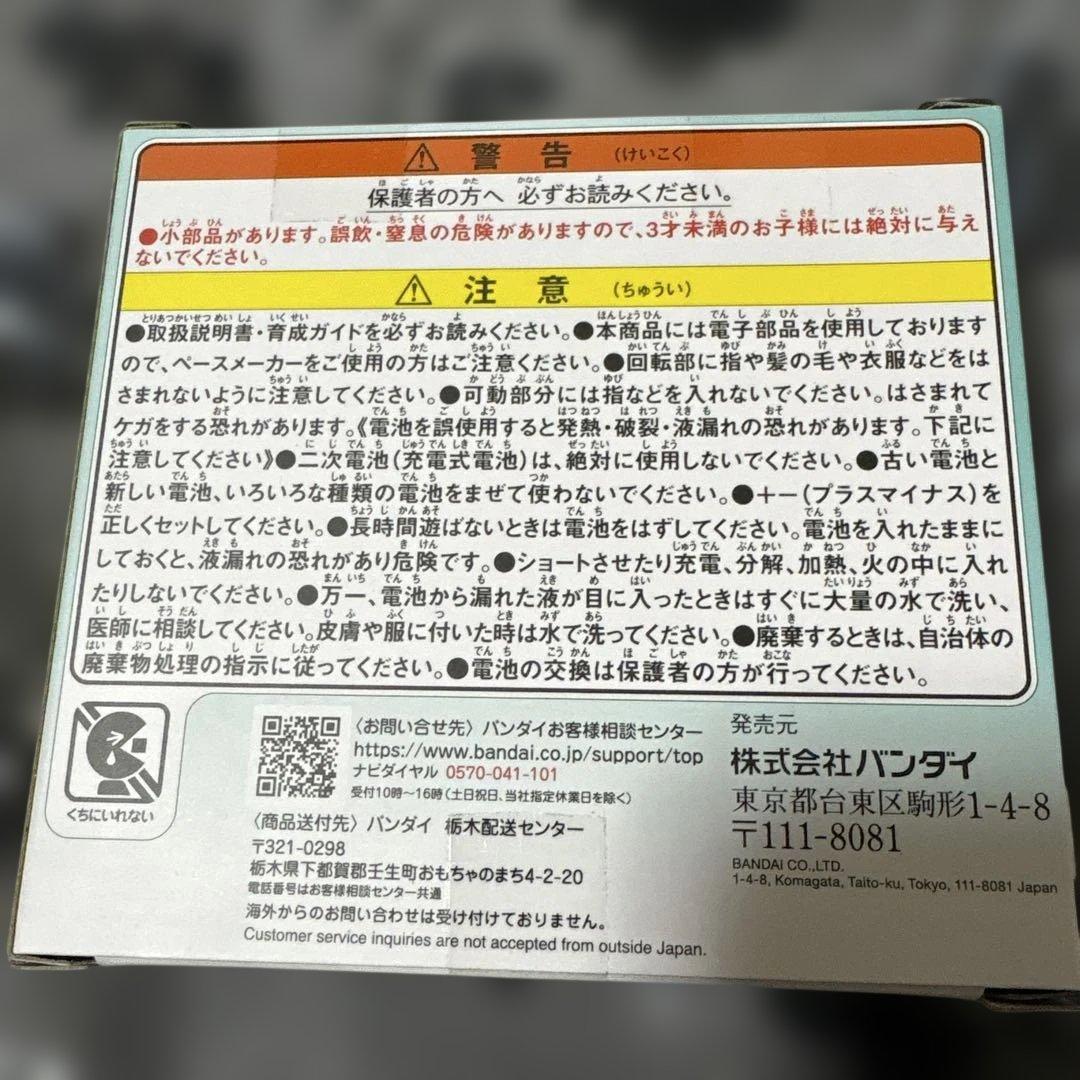 警告 （けいこく）
保護者の方へ 必ずお読みください。
●小部品があります。誤飲・窒息の危険がありますので、3才未満のお子様には絶対に与え
ないでください。
注意 （ちゅうい）
●取扱説明書・育成ガイドを必ずお読みください。●本商品には電子部品を使用しております
ので、ペースメーカーをご使用の方はご注意ください。●回転部に指や髪の毛や衣服などをは
さまれないように注意してください。●可動部分には指などを入れないでください。はさまれて
ケガをする恐れがあります。《電池を誤使用すると発熱・破裂・液漏れの恐れがあります。下記に
注意してください》●二次電池（充電式電池）は、絶対に使用しないでください。●古い電池と
新しい電池、いろいろな種類の電池をまぜて使わないでください。●＋－（プラスマイナス）を
正しくセットしてください。●長時間遊ばないときは電池をはずしてください。電池を入れたままに
しておくと、液漏れの恐れがあり危険です。●ショートさせたり充電、分解、加熱、火の中に入れ
たりしないでください。●万一、電池から漏れた液が目に入ったときはすぐに大量の水で洗い、
医師に相談してください。皮膚や服に付いた時は水で洗ってください。●廃棄するときは、自治体の
廃棄物処理の指示に従ってください。●電池の交換は保護者の方が行ってください。
くちにいれない
〈お問い合せ先〉バンダイお客様相談センター
https://www.bandai.co.jp/support/top
ナビダイヤル 0570-041-101
受付10時～16時（土日祝日、当社指定休業日を除く）
〈商品送付先〉バンダイ 栃木配送センター
〒321-0298
栃木県下都賀郡壬生町おもちゃのまち4-2-20
電話番号はお客様相談センター共通
海外からのお問い合わせは受け付けておりません。
Customer service inquiries are not accepted from outside Japan.
発売元
株式会社バンダイ
東京都台東区駒形1-4-8
〒111-8081
BANDAI CO.,LTD.
1-4-8, Komagata, Taito-ku, Tokyo, 111-8081 Japan